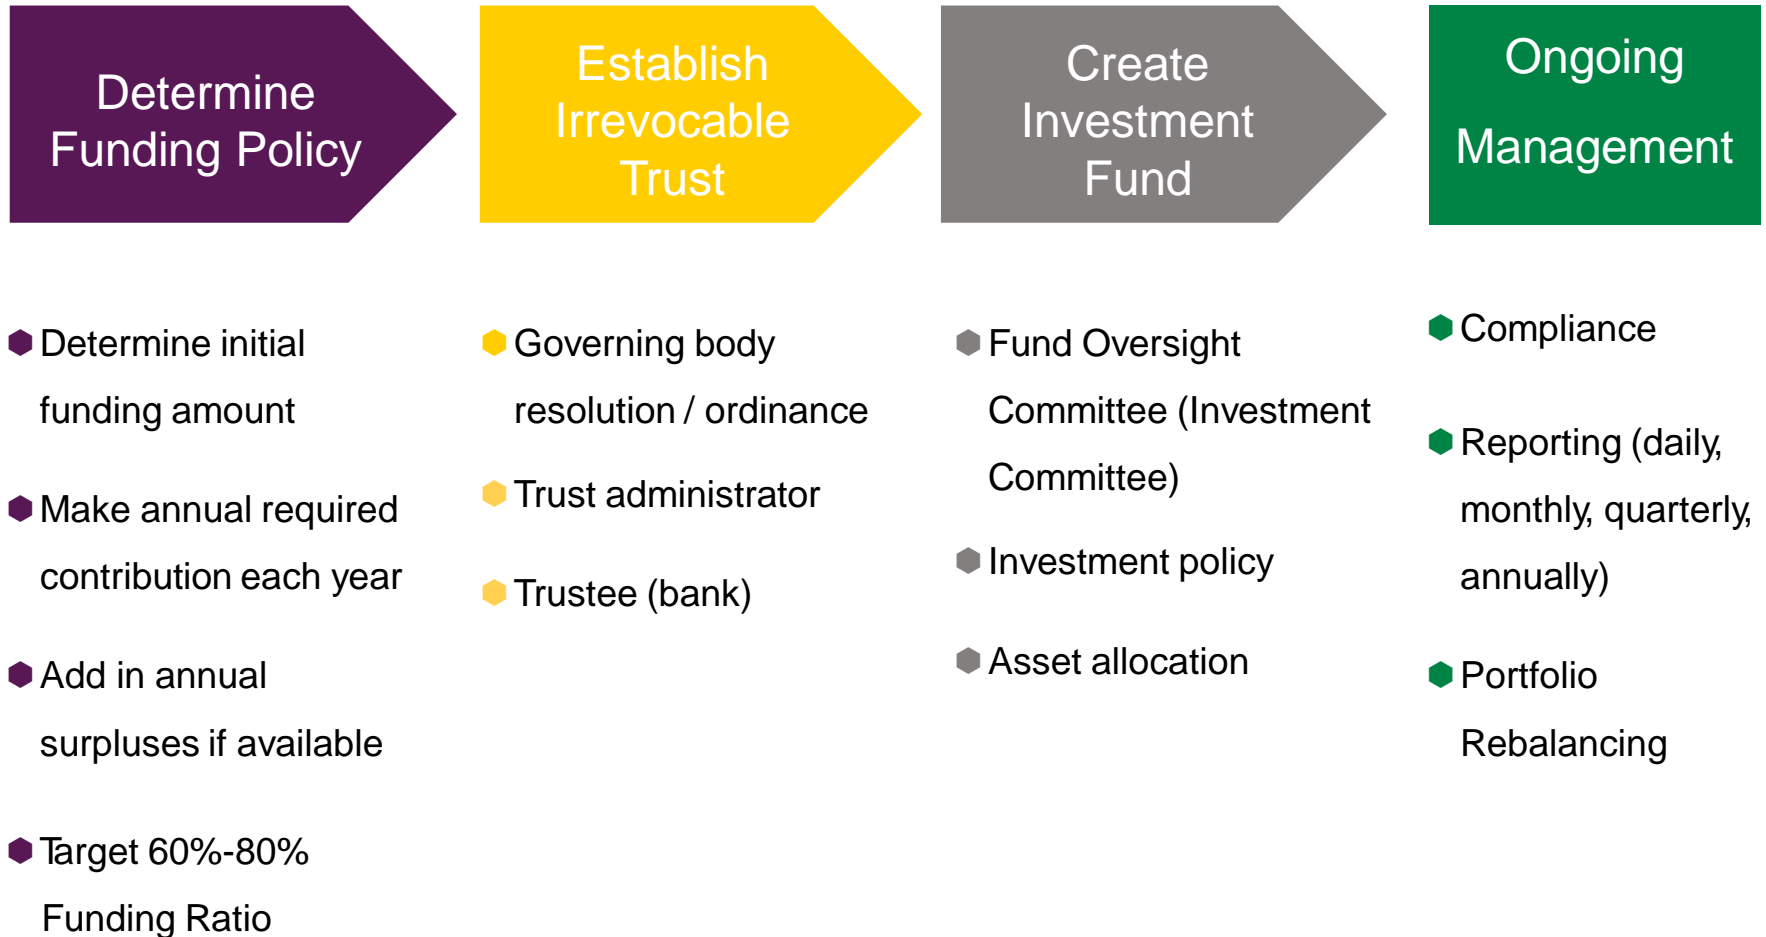 Determine
Funding Policy
Establish
Irrevocable
Trust
Create
Investment
Fund
Ongoing
Management
Determine initial
funding amount
Make annual required
contribution each year
Add in annual
surpluses if available
Target 60%-80%
Funding Ratio
Governing body
resolution / ordinance
Trust administrator
Trustee (bank)
Fund Oversight
Committee (Investment
Committee)
Investment policy
Asset allocation
Compliance
Reporting (daily,
monthly, quarterly,
annually)
Portfolio
Rebalancing